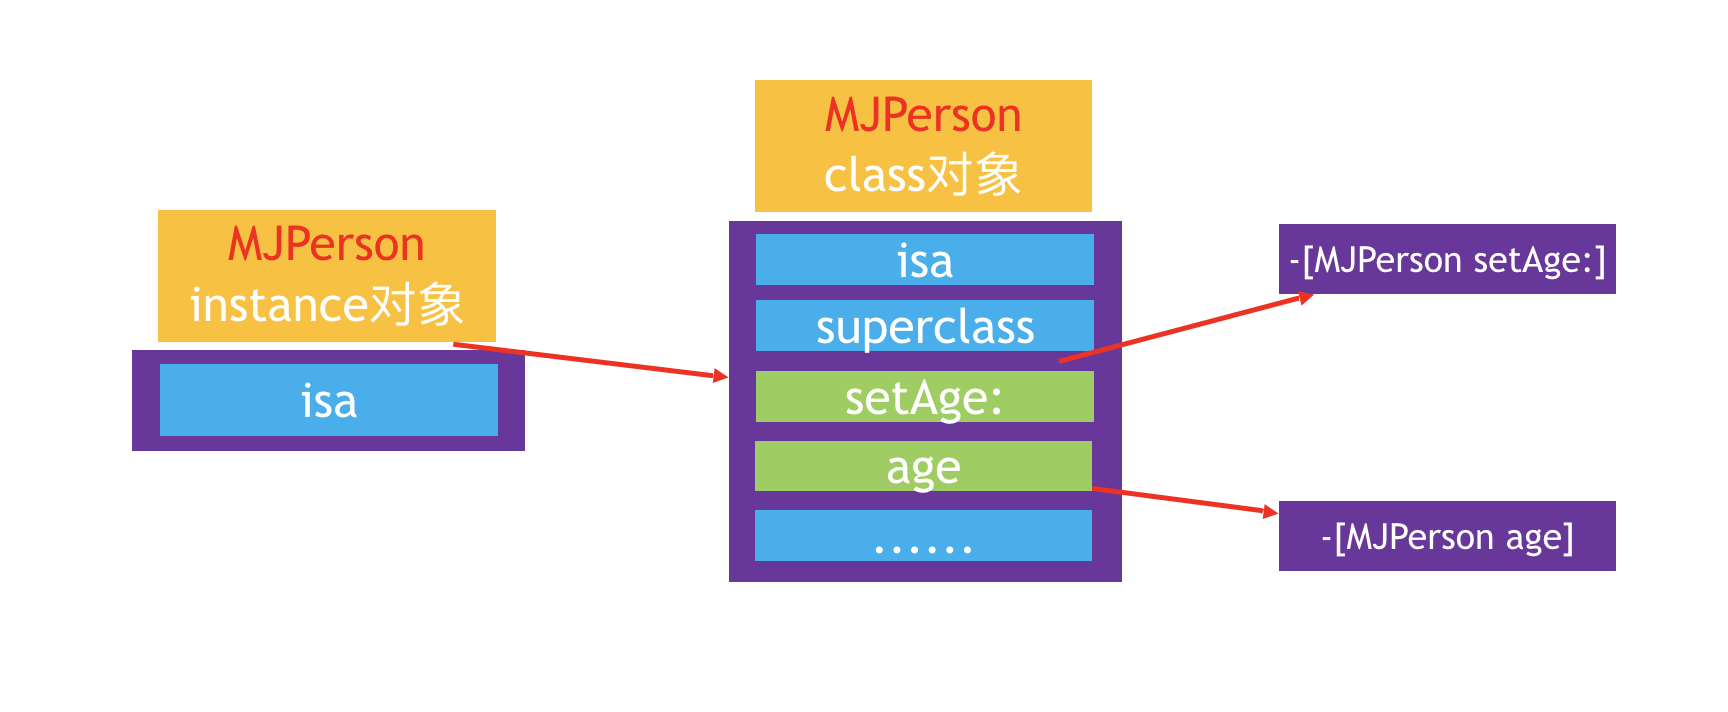 MJPerson
instance对象
isa
MJPerson
class对象
isa
superclass
setAge:
age
......
-[MJPerson setAge:]
-[MJPerson age]